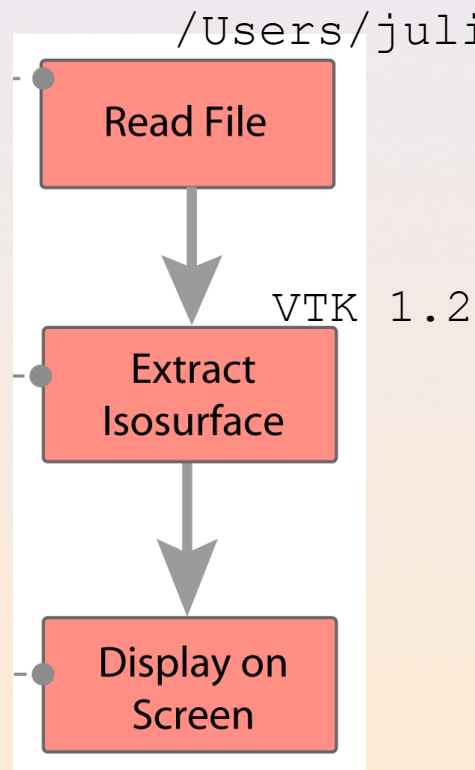 /Users/juli
Read File
VTK 1.2
Extract
Isosurface
Display on
Screen